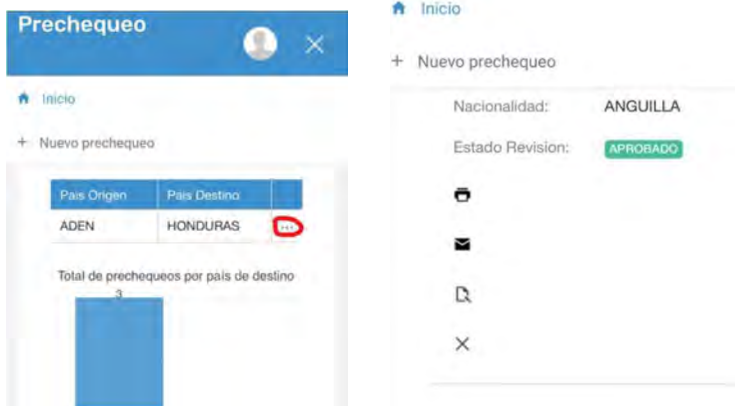 Prechequeo
Inicio
+ Nuevo prechequeo
Pais Origen Pais Destino
ADEN HONDURAS ...
Total de prechequeos por país de destino
3
Inicio
+ Nuevo prechequeo
Nacionalidad: ANGUILLA
Estado Revision: APROBADO